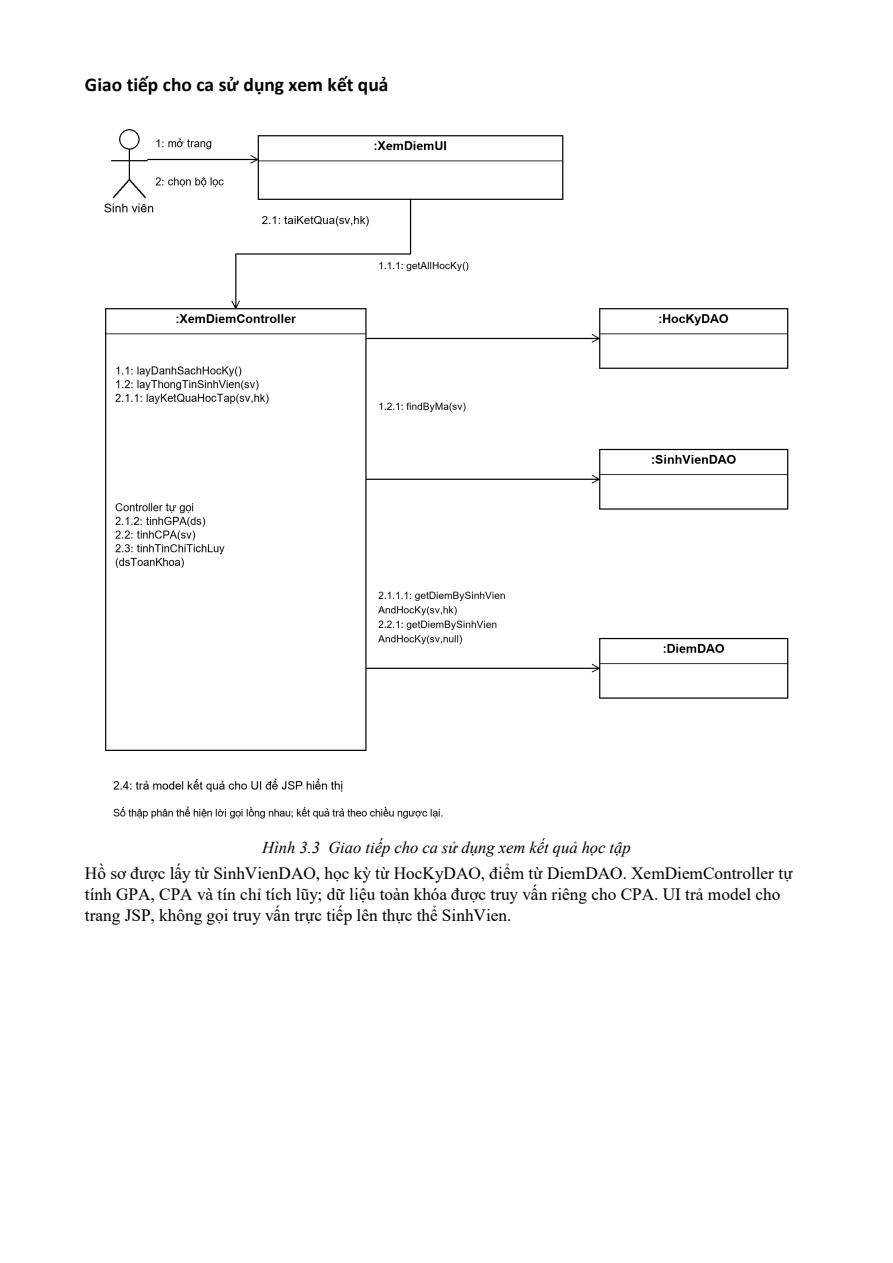 Giao tiếp cho ca sử dụng xem kết quả
1: mở trang
:XemDiemUI
2: chọn bộ lọc
Sinh viên
2.1: taiKetQua(sv,hk)
1.1.1: getAllHocKy()
:XemDiemController
:HocKyDAO
1.1: layDanhSachHocKy()
1.2: layThongTinSinhVien(sv)
2.1.1: layKetQuaHocTap(sv,hk)
1.2.1: findByMa(sv)
:SinhVienDAO
Controller tự gọi
2.1.2: tinhGPA(ds)
2.2: tinhCPA(sv)
2.3: tinhTinChiTichLuy
(dsToanKhoa)
2.1.1.1: getDiemBySinhVien
AndHocKy(sv,hk)
2.2.1: getDiemBySinhVien
AndHocKy(sv,null)
:DiemDAO
2.4: trả model kết quả cho UI để JSP hiển thị
Số thập phân thể hiện lời gọi lồng nhau; kết quả trả theo chiều ngược lại.
Hình 3.3  Giao tiếp cho ca sử dụng xem kết quả học tập
Hồ sơ được lấy từ SinhVienDAO, học kỳ từ HocKyDAO, điểm từ DiemDAO. XemDiemController tự
tính GPA, CPA và tín chỉ tích lũy; dữ liệu toàn khóa được truy vấn riêng cho CPA. UI trả model cho
trang JSP, không gọi truy vấn trực tiếp lên thực thể SinhVien.